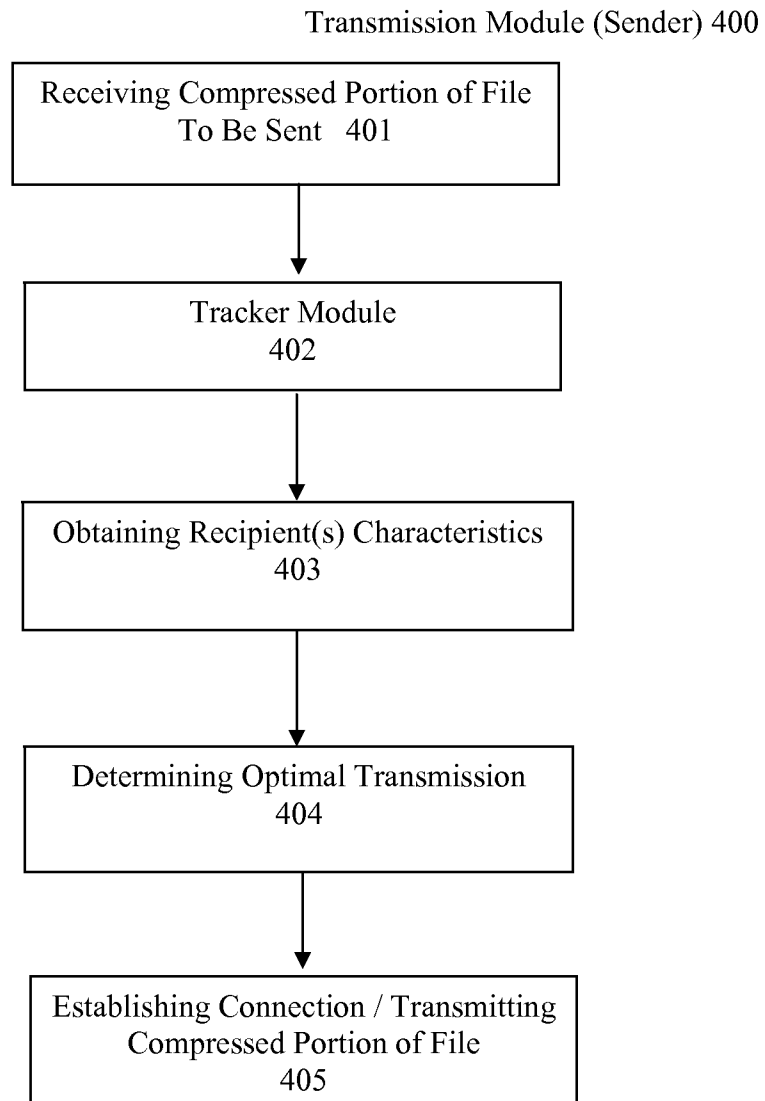 Transmission Module (Sender) 400
Receiving Compressed Portion of File
To Be Sent 401
Tracker Module
402
Obtaining Recipient(s) Characteristics
403
Determining Optimal Transmission
404
Establishing Connection / Transmitting
Compressed Portion of File
405